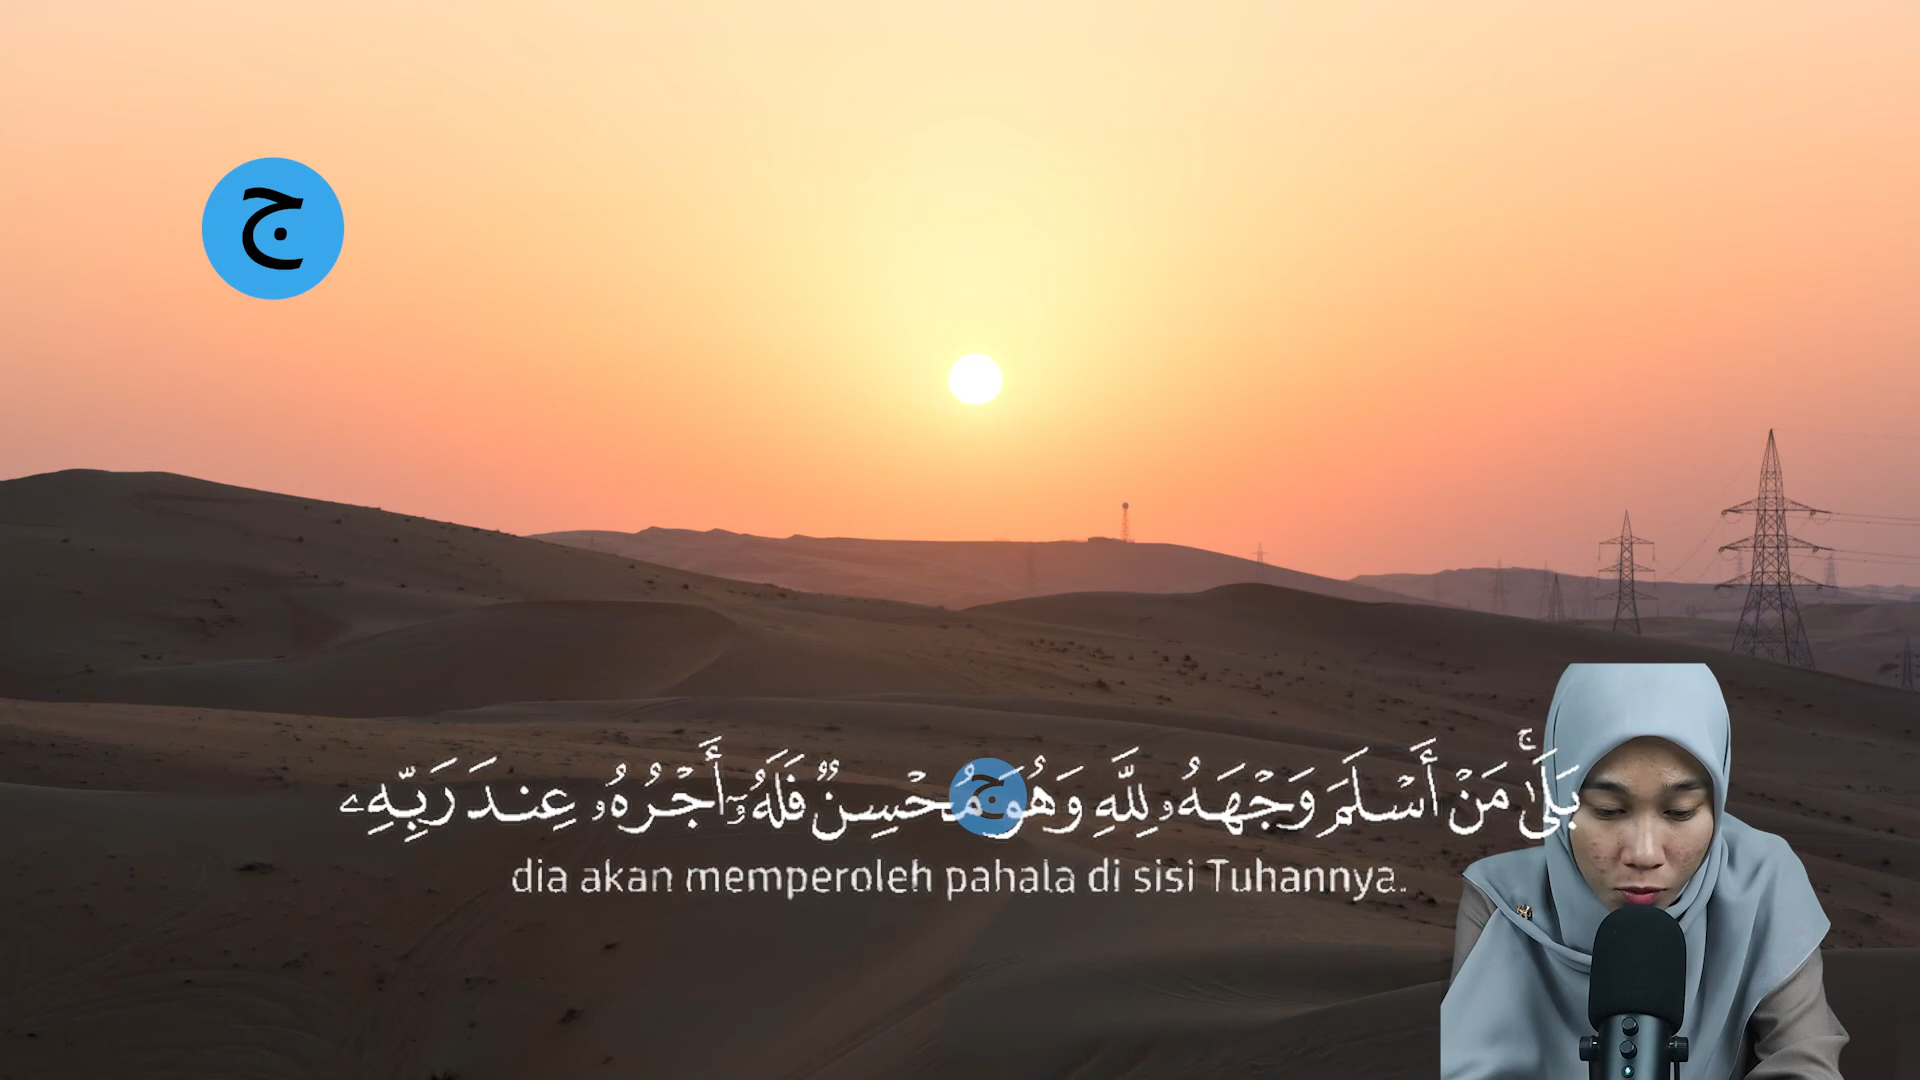 ج
بَلَىٰۚ مَنۡ أَسۡلَمَ وَجۡهَهُۥ لِلَّهِ وَهُوَ مُحۡسِنٞ فَلَهُۥٓ أَجۡرُهُۥ عِندَ رَبِّهِۦ
ج
dia akan memperoleh pahala di sisi Tuhannya.